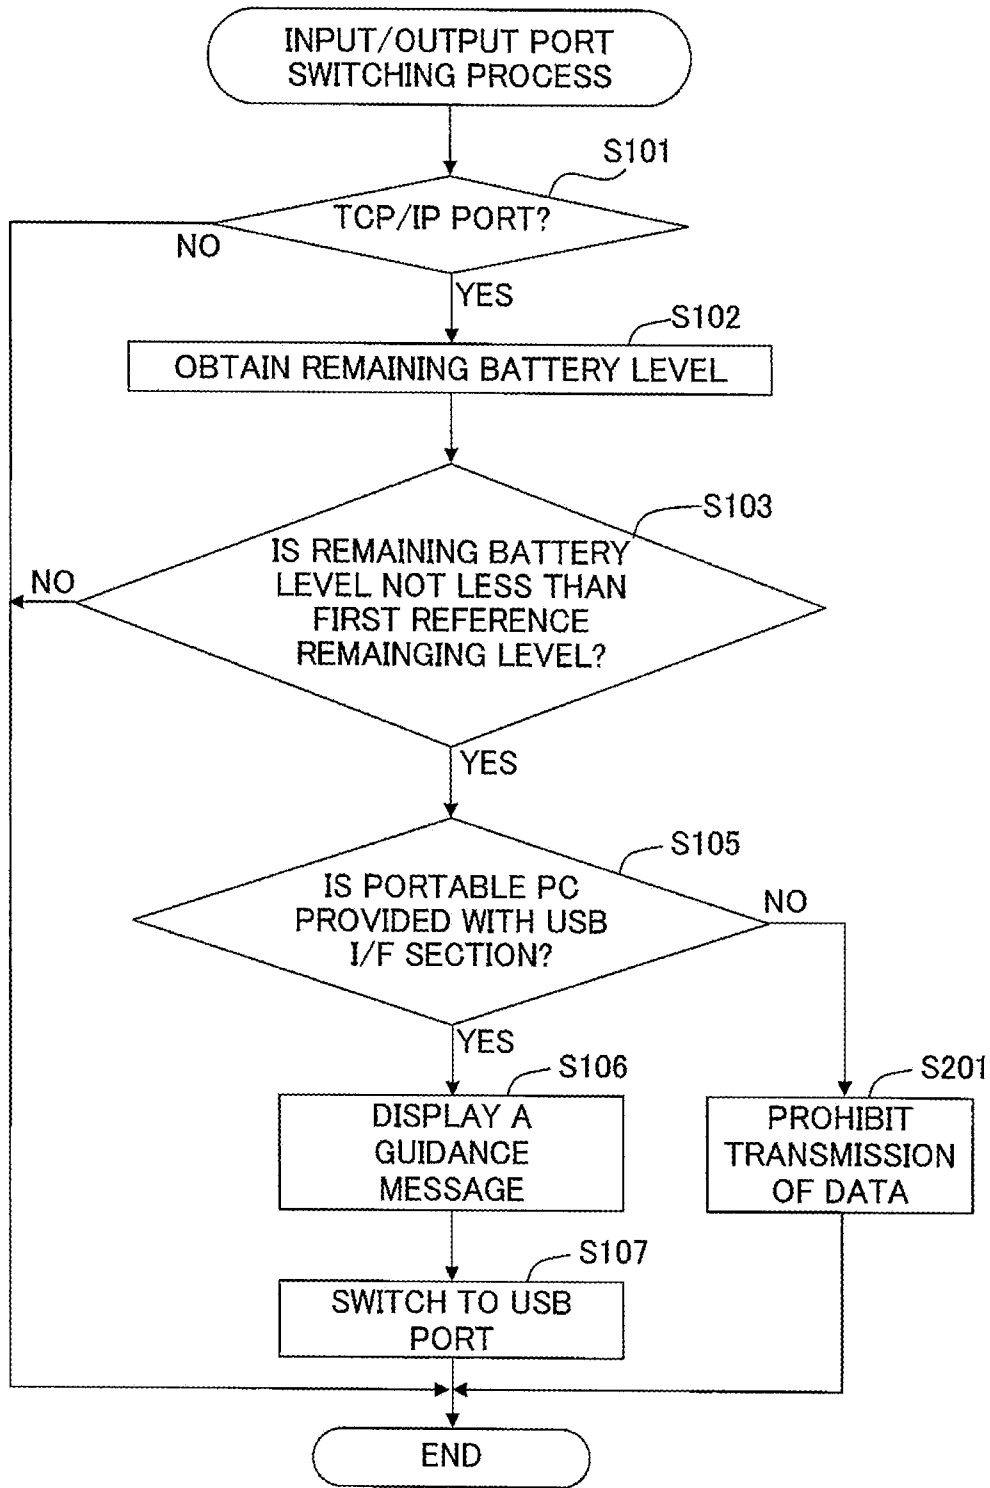 INPUT/OUTPUT PORT
SWITCHING PROCESS
S101
TCP/IP PORT?
NO
YES
S102
OBTAIN REMAINING BATTERY LEVEL
S103
IS REMAINING BATTERY
LEVEL NOT LESS THAN
FIRST REFERENCE
REMAINGING LEVEL?
NO
YES
S105
IS PORTABLE PC
PROVIDED WITH USB
I/F SECTION?
NO
YES
S106
DISPLAY A
GUIDANCE
MESSAGE
S201
PROHIBIT
TRANSMISSION
OF DATA
S107
SWITCH TO USB
PORT
END